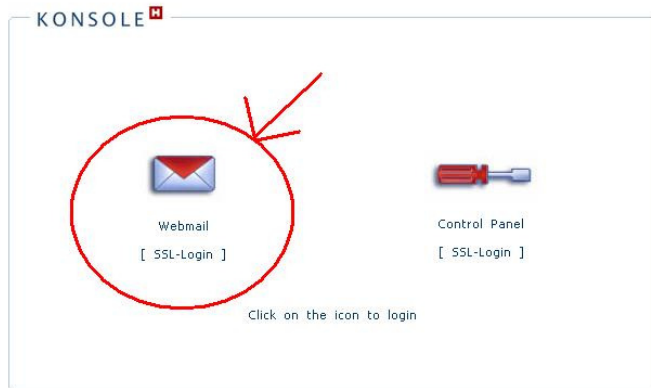 KONSOLE H
Webmail
[ SSL-Login ]
Control Panel
[ SSL-Login ]
Click on the icon to login